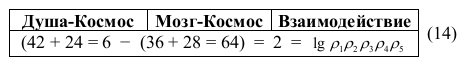 Душа-Космос Мозг-Космос Взаимодействие
(42 + 24 = 6 − (36 + 28 = 64) = 2 = lg ρ₁ρ₂ρ₃ρ₄ρ₅ (14)